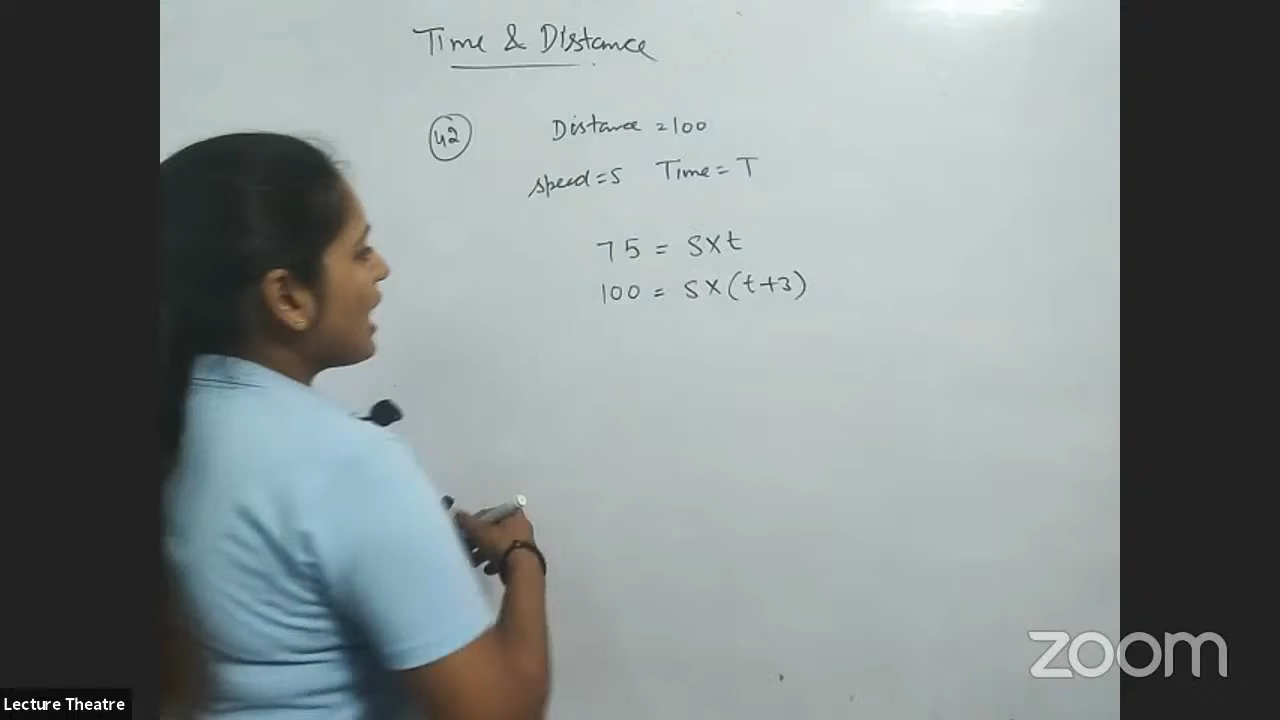 Time & Distance
42 Distance = 100
Speed = S Time = T
75 = S×t
100 = S×(t+3)
zoom
Lecture Theatre